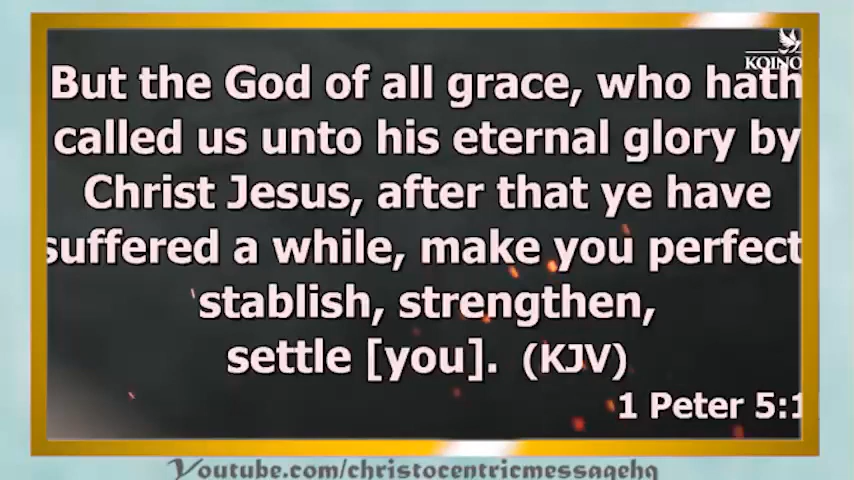 KOINO
But the God of all grace, who hath
called us unto his eternal glory by
Christ Jesus, after that ye have
suffered a while, make you perfect
stablish, strengthen,
settle [you]. (KJV)
1 Peter 5:1
Youtube.com/christocentricmessagehq